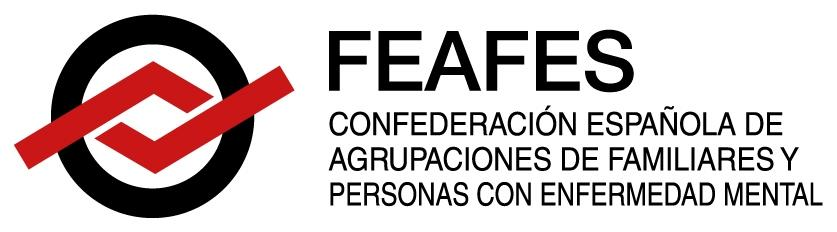 FEAFES
CONFEDERACIÓN ESPAÑOLA DE
AGRUPACIONES DE FAMILIARES Y
PERSONAS CON ENFERMEDAD MENTAL